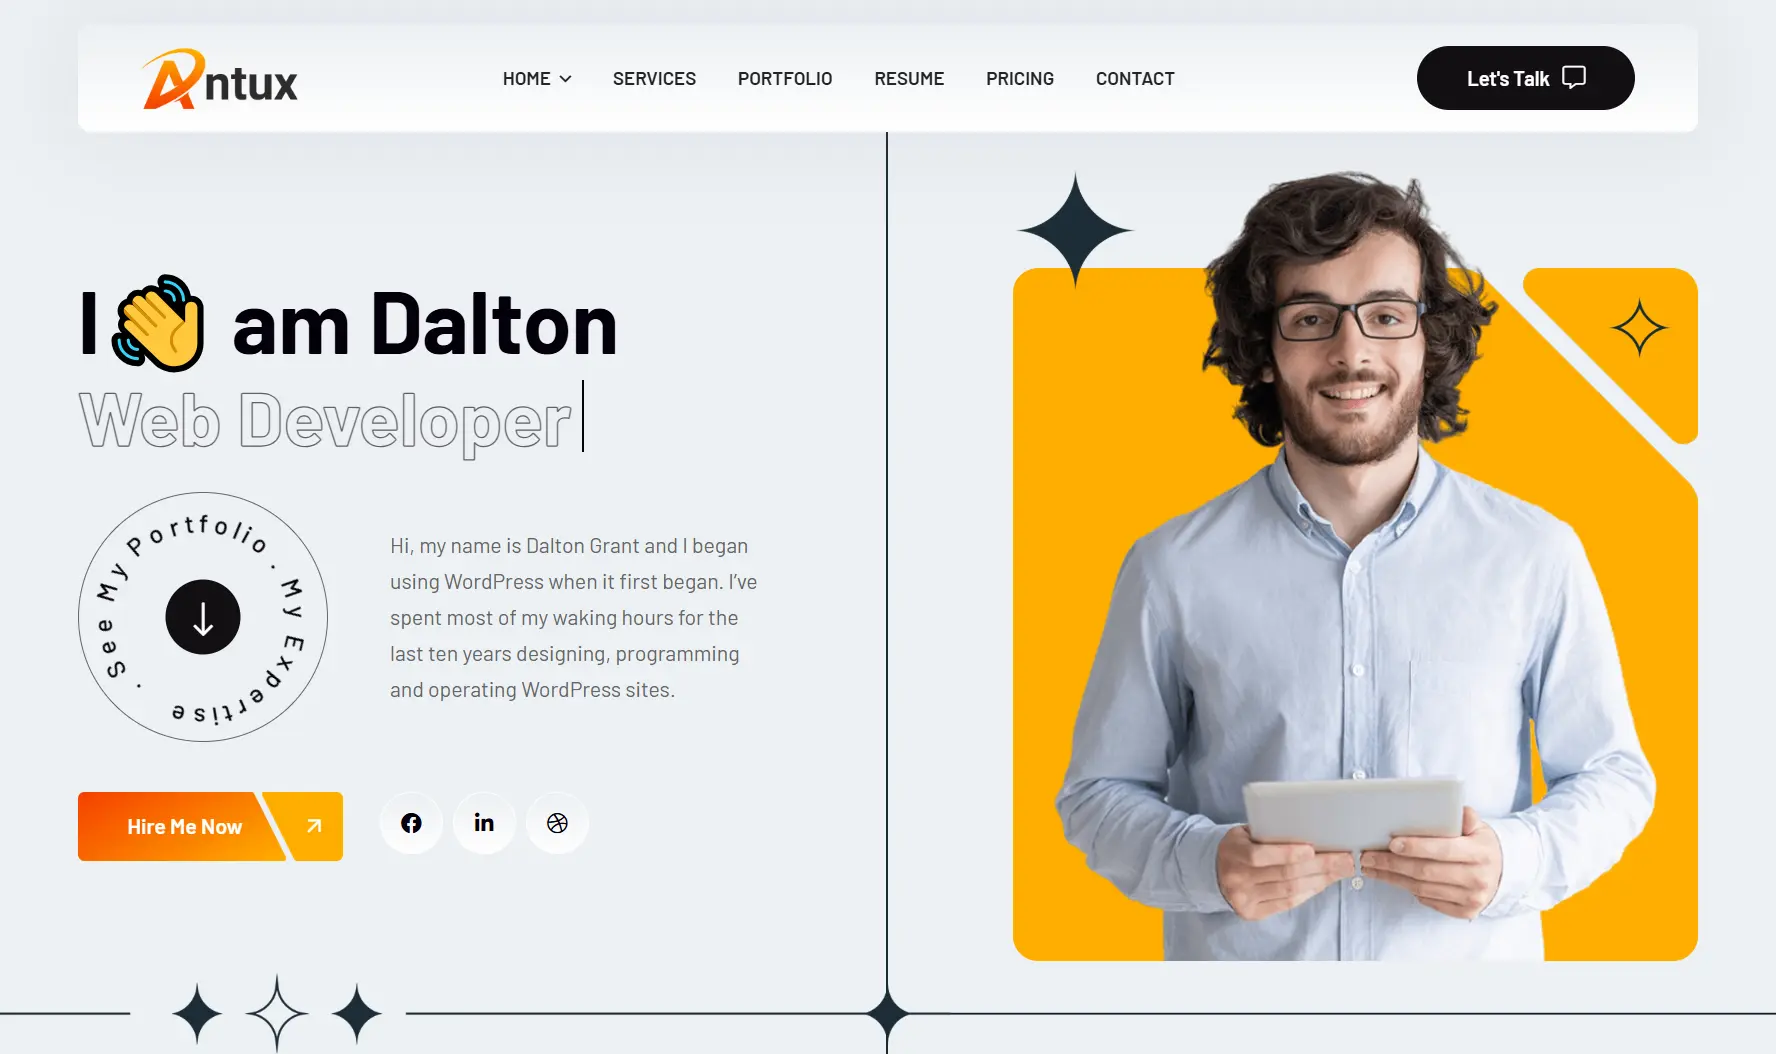 Antux
HOME
SERVICES
PORTFOLIO
RESUME
PRICING
CONTACT
Let's Talk
I 👋 am Dalton
Web Developer
See My Portfolio . My Expertise .
Hi, my name is Dalton Grant and I began
using WordPress when it first began. I’ve
spent most of my waking hours for the
last ten years designing, programming
and operating WordPress sites.
Hire Me Now
in